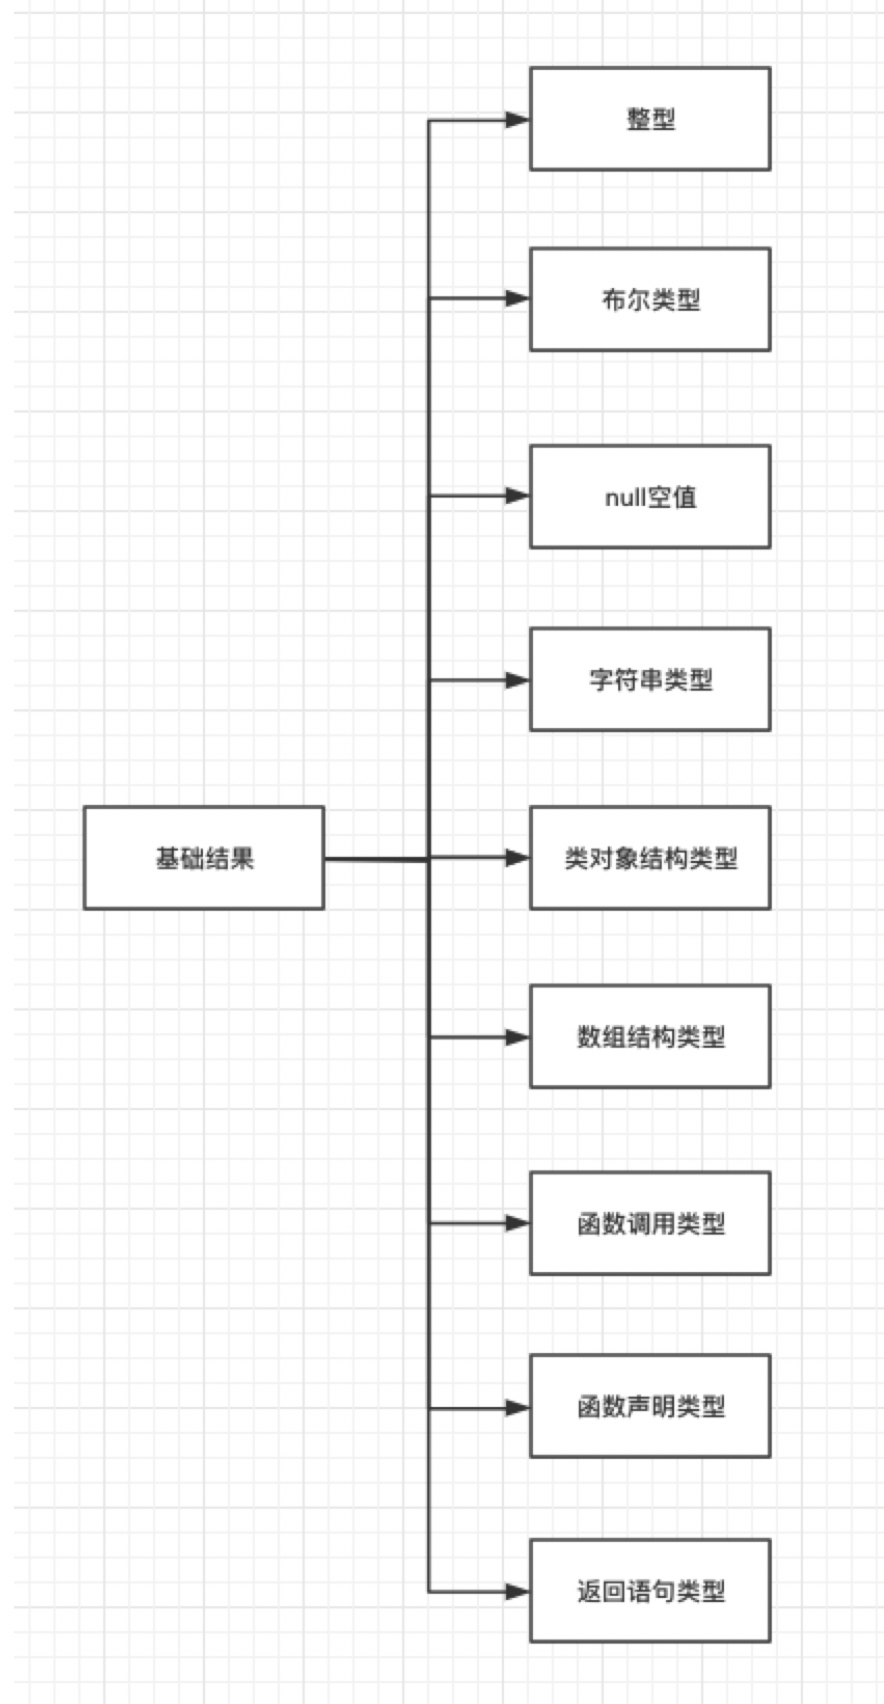 整型
布尔类型
null空值
字符串类型
基础结果
类对象结构类型
数组结构类型
函数调用类型
函数声明类型
返回语句类型